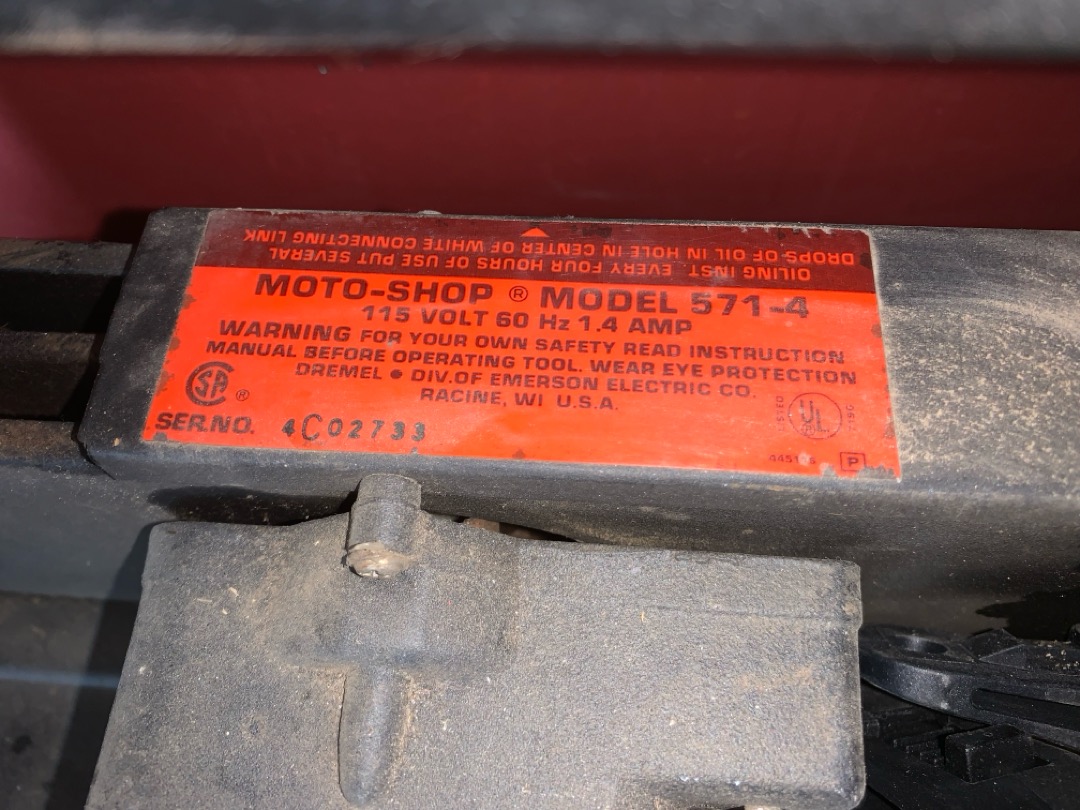 OILING INST. EVERY FOUR HOURS OF USE PUT SEVERAL
DROPS OF OIL IN HOLE IN CENTER OF WHITE CONNECTING LINK
MOTO-SHOP ® MODEL 571-4
115 VOLT 60 Hz 1.4 AMP
WARNING FOR YOUR OWN SAFETY READ INSTRUCTION
MANUAL BEFORE OPERATING TOOL. WEAR EYE PROTECTION
DREMEL • DIV.OF EMERSON ELECTRIC CO.
RACINE, WI U.S.A.
SA ®
UL
SER.NO. 4C02733
P